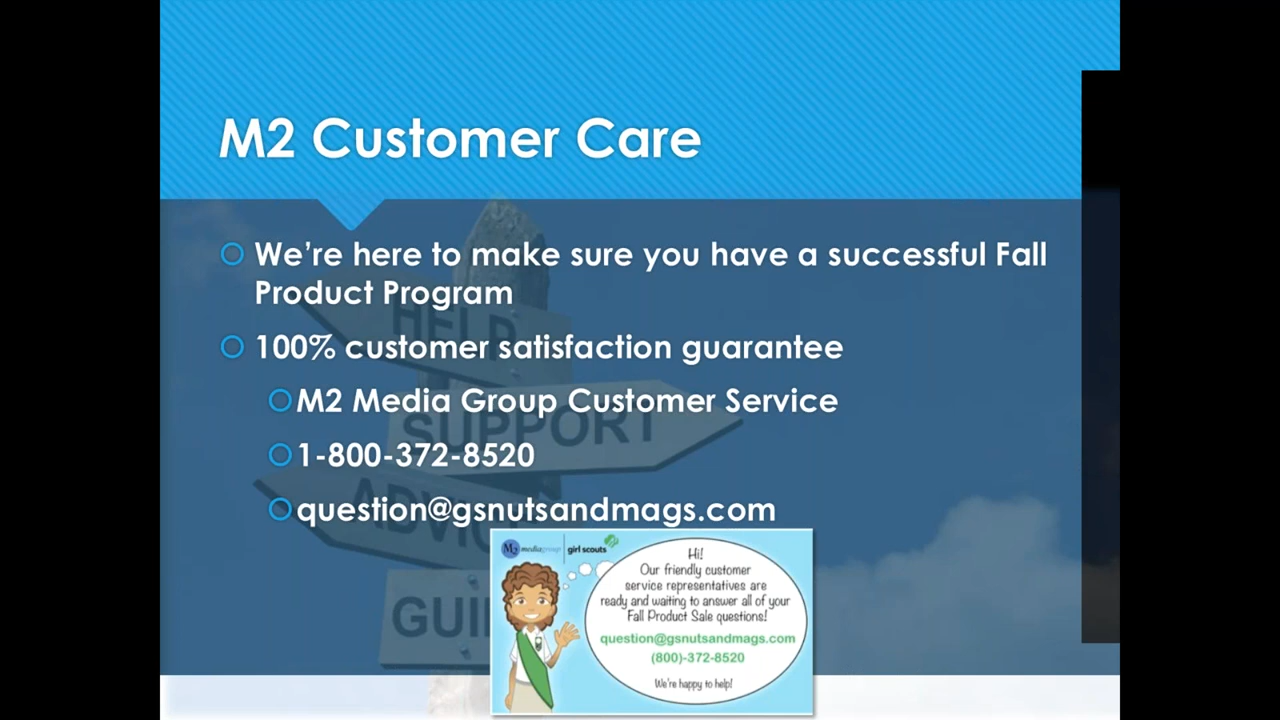 M2 Customer Care
We're here to make sure you have a successful Fall
Product Program
100% customer satisfaction guarantee
M2 Media Group Customer Service
1-800-372-8520
question@gsnutsandmags.com
HELP
SUPPORT
M2 mediagroup girl scouts
Hi!
Our friendly customer
service representatives are
ready and waiting to answer all of your
Fall Product Sale questions!
question@gsnutsandmags.com
(800)-372-8520
We're happy to help!